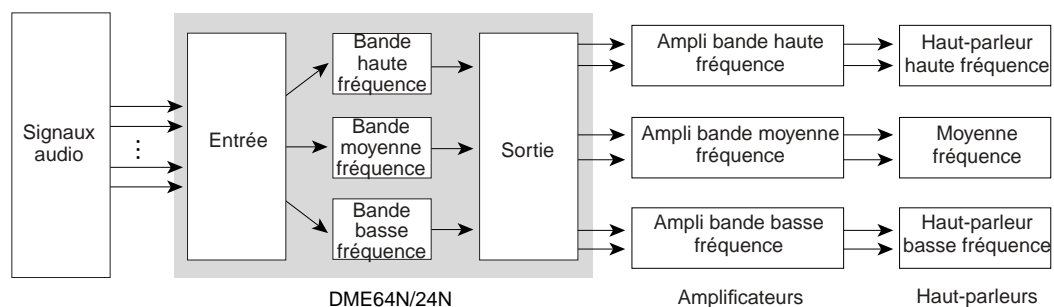 Signaux
audio
Entrée
Bande
haute
fréquence
Bande
moyenne
fréquence
Bande
basse
fréquence
Sortie
Ampli bande haute
fréquence
Ampli bande moyenne
fréquence
Ampli bande basse
fréquence
Haut-parleur
haute fréquence
Moyenne
fréquence
Haut-parleur
basse fréquence
DME64N/24N
Amplificateurs
Haut-parleurs